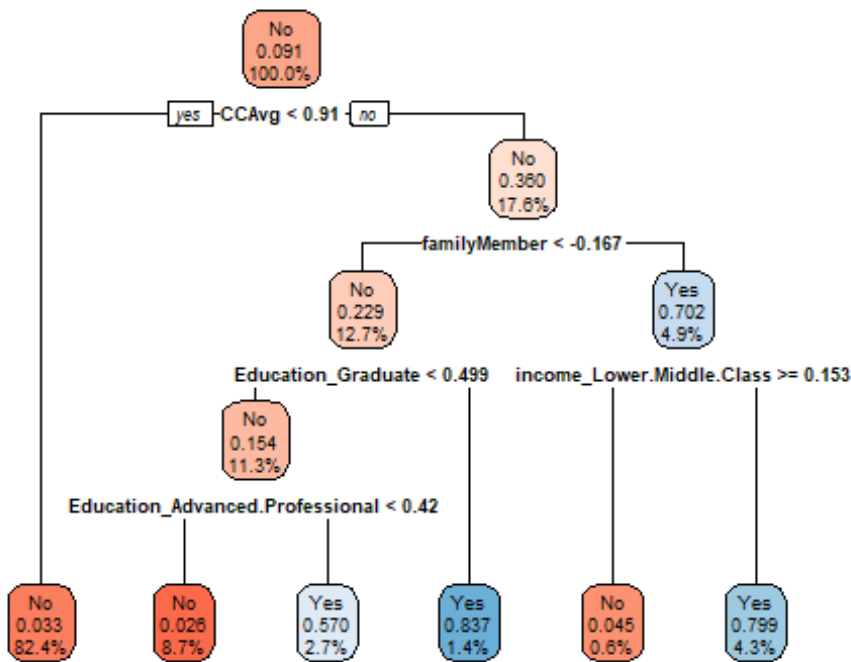 No
0.091
100.0%
yes CCAvg < 0.91 no
No
0.360
17.6%
familyMember < -0.167
No
0.229
12.7%
Yes
0.702
4.9%
Education_Graduate < 0.499
income_Lower.Middle.Class >= 0.153
No
0.154
11.3%
Education_Advanced.Professional < 0.42
No
0.033
82.4%
No
0.026
8.7%
Yes
0.570
2.7%
Yes
0.837
1.4%
No
0.045
0.6%
Yes
0.799
4.3%